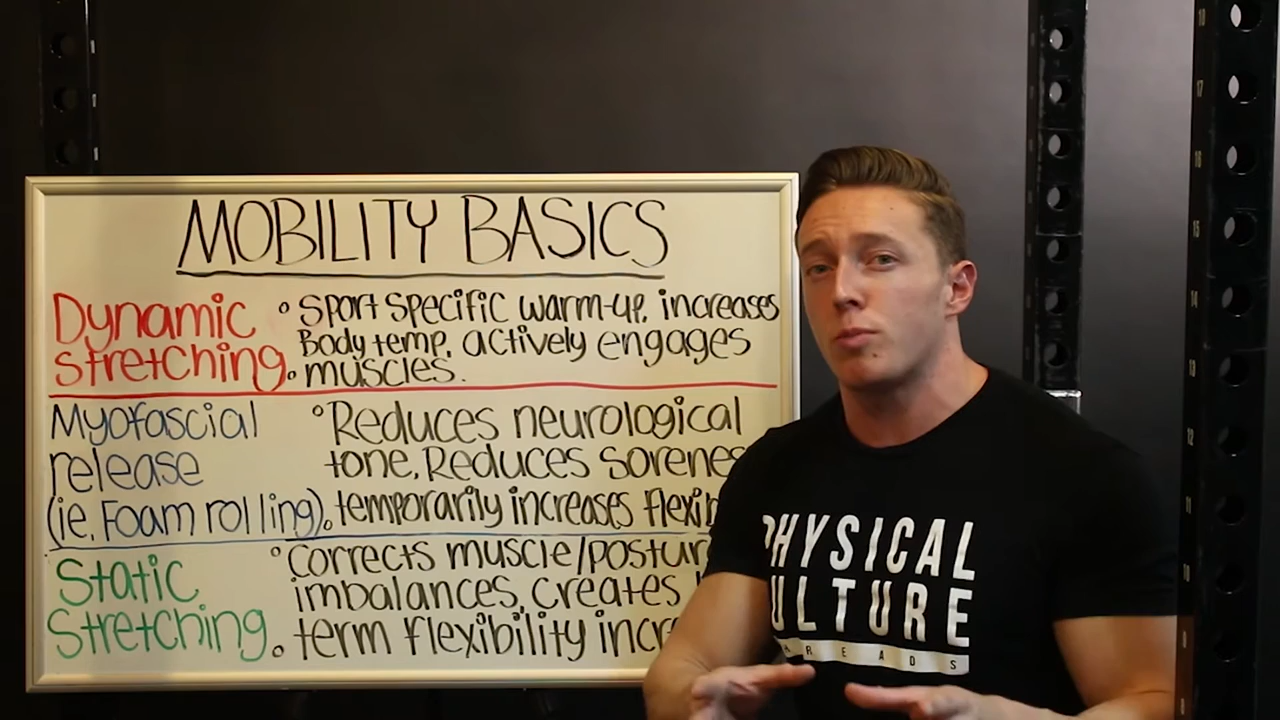 MOBILITY BASICS
Dynamic
stretching
° Sport specific warm-up. increases
Body temp. actively engages
• muscles.
Myofascial
release
(ie. Foam rolling)
° Reduces neurological
tone. Reduces
• temporarily increases
Static
Stretching
° Corrects muscle/
imbalances, creates
• term flexibility
PHYSICAL